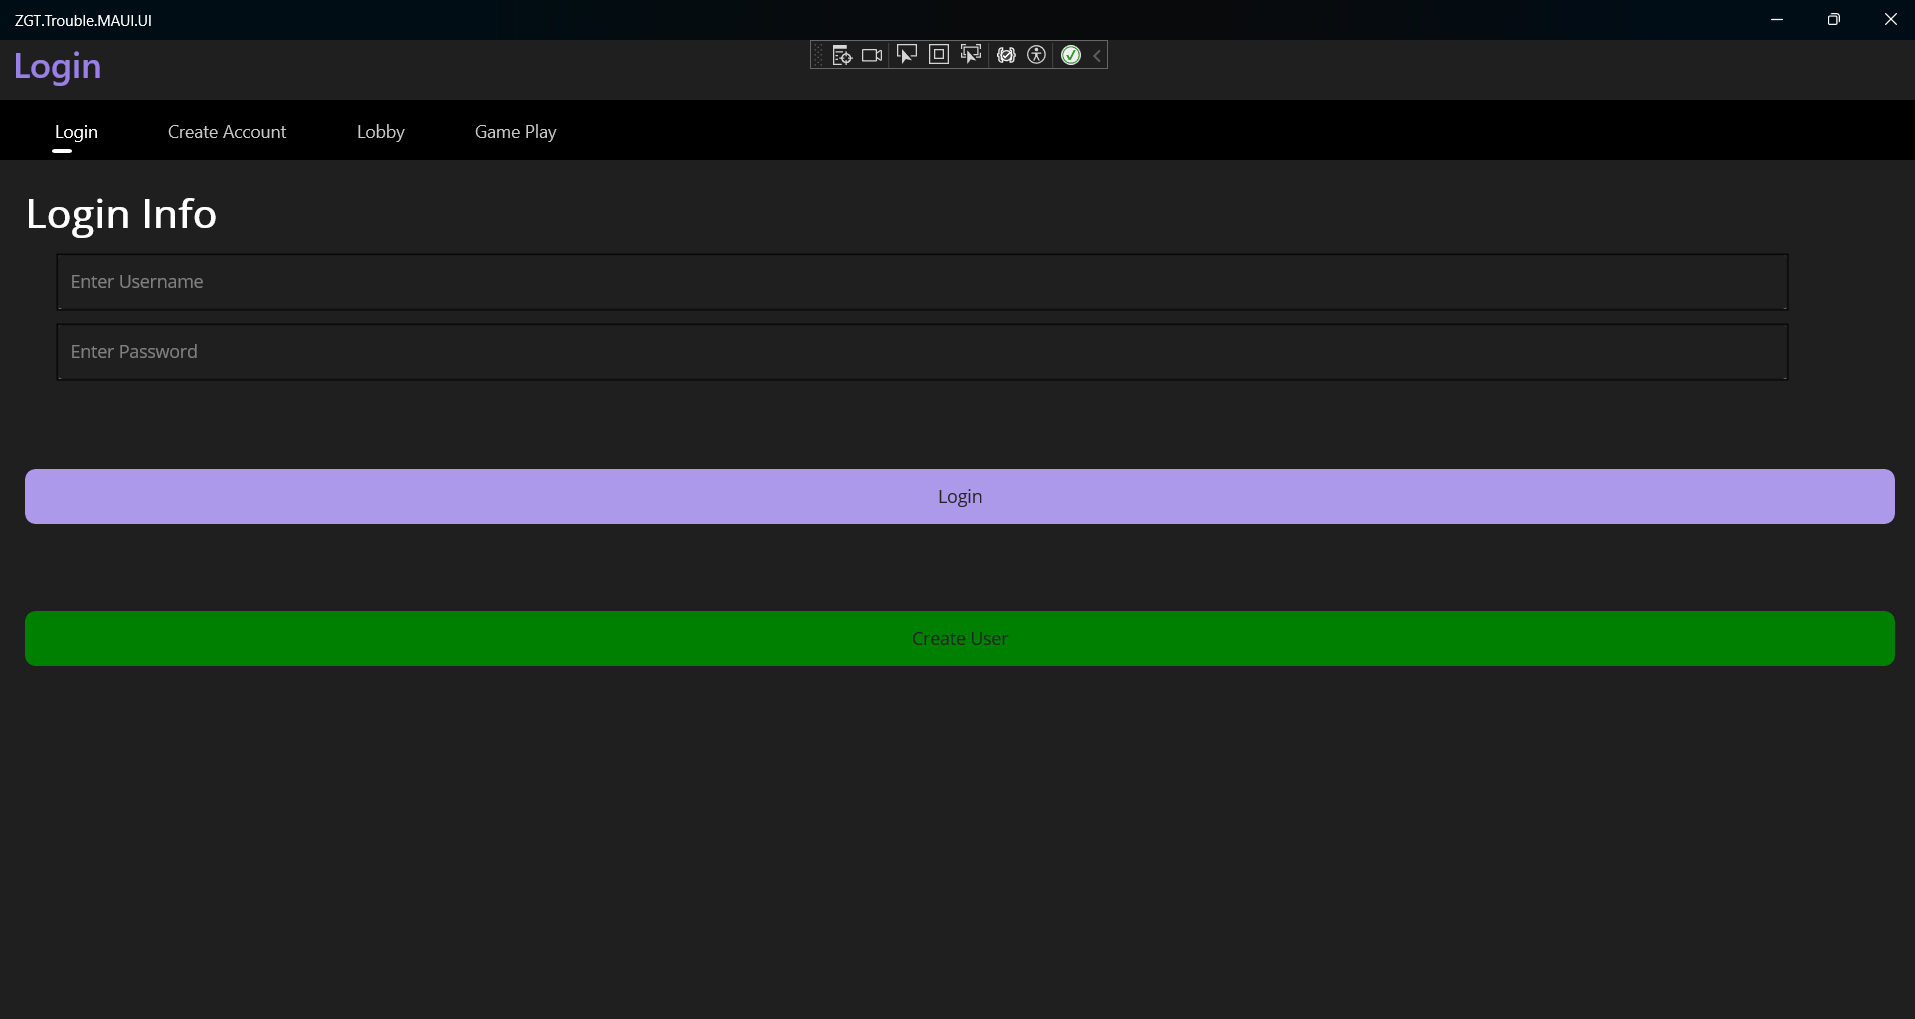 ZGT.Trouble.MAUI.UI
Login
Login Create Account Lobby Game Play
Login Info
Enter Username
Enter Password
Login
Create User